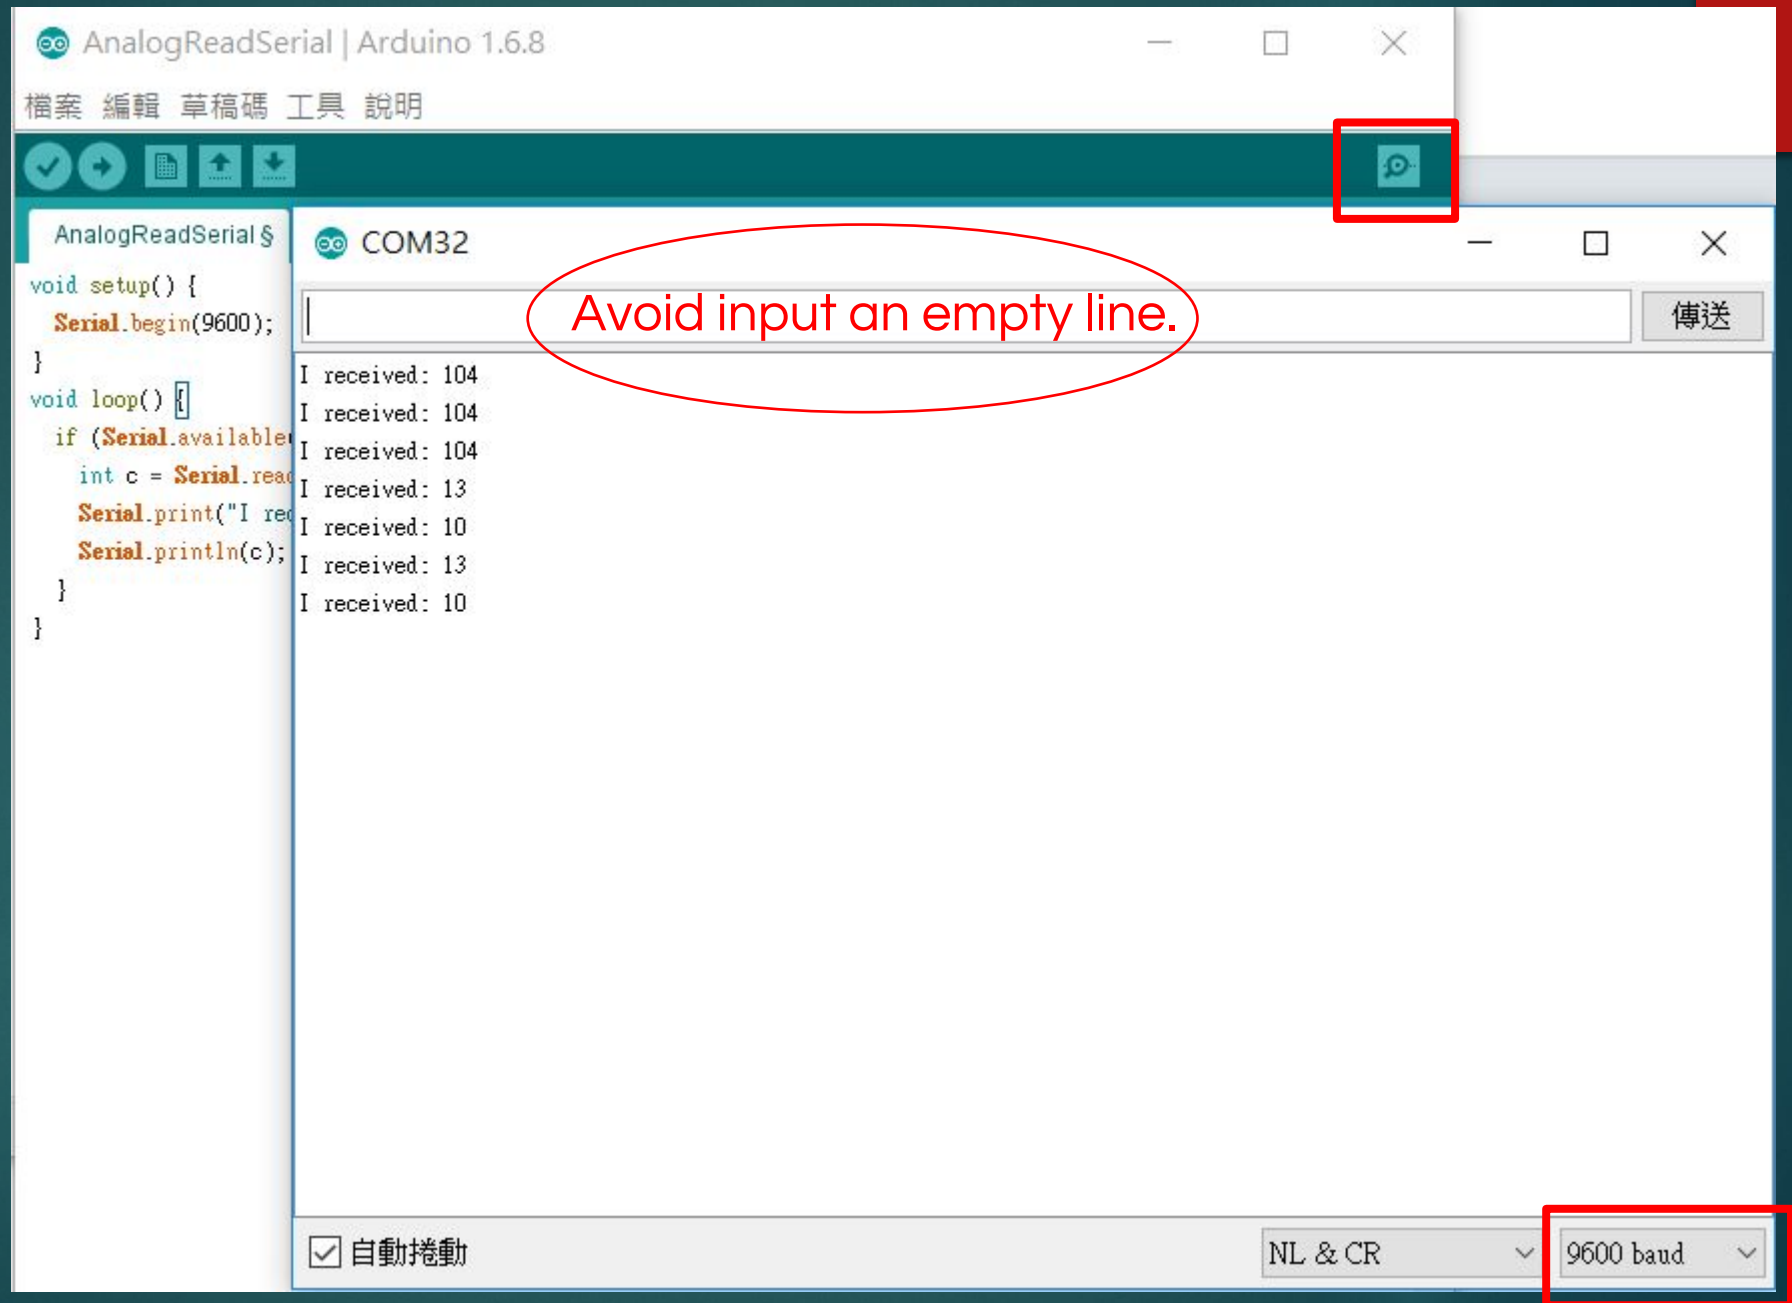 AnalogReadSerial | Arduino 1.6.8
檔案 編輯 草稿碼 工具 說明
AnalogReadSerial §
void setup() {
Serial.begin(9600);
}
void loop() {
if (Serial.available
int c = Serial.read
Serial.print("I rec
Serial.println(c);
}
}
COM32
Avoid input an empty line.
傳送
I received: 104
I received: 104
I received: 104
I received: 13
I received: 10
I received: 13
I received: 10
自動捲動
NL & CR
9600 baud